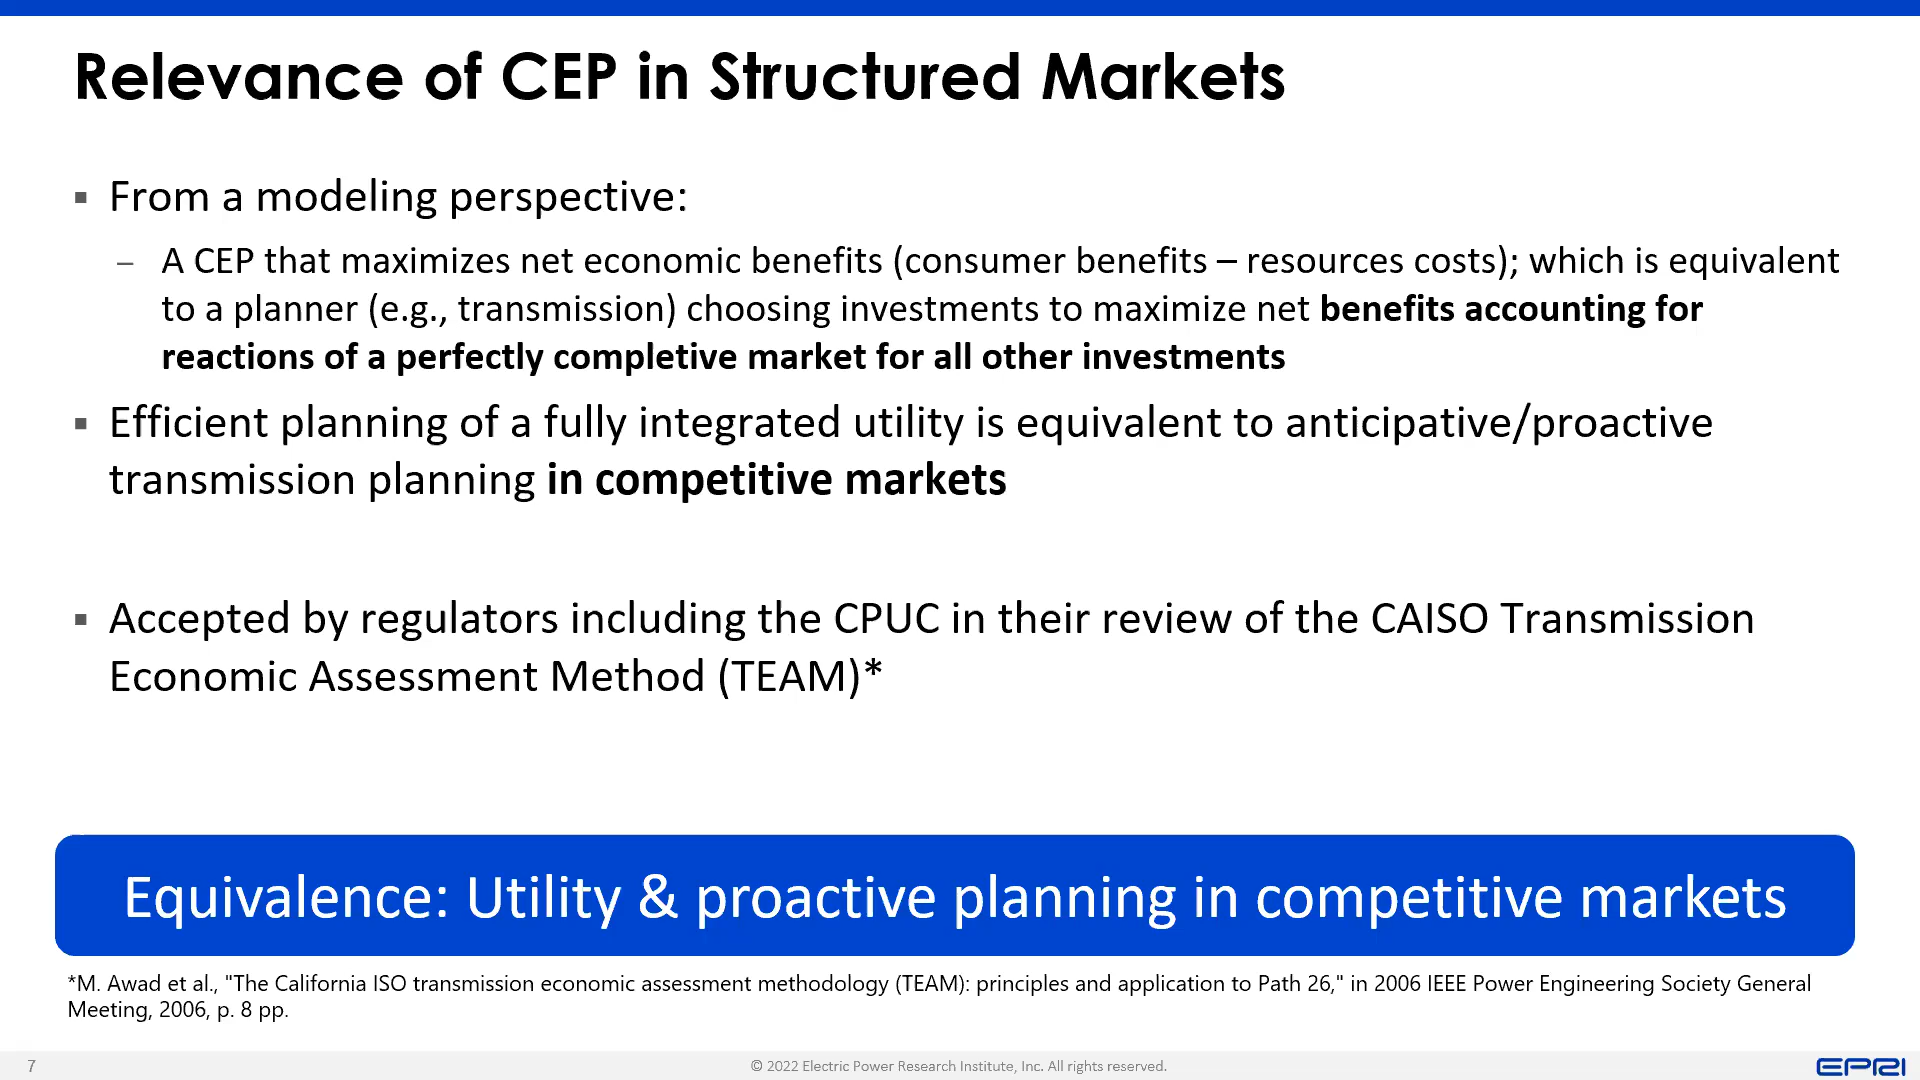 Relevance of CEP in Structured Markets
▪ From a modeling perspective:
– A CEP that maximizes net economic benefits (consumer benefits – resources costs); which is equivalent
to a planner (e.g., transmission) choosing investments to maximize net benefits accounting for
reactions of a perfectly completive market for all other investments
▪ Efficient planning of a fully integrated utility is equivalent to anticipative/proactive
transmission planning in competitive markets
▪ Accepted by regulators including the CPUC in their review of the CAISO Transmission
Economic Assessment Method (TEAM)*
Equivalence: Utility & proactive planning in competitive markets
*M. Awad et al., "The California ISO transmission economic assessment methodology (TEAM): principles and application to Path 26," in 2006 IEEE Power Engineering Society General
Meeting, 2006, p. 8 pp.
7
© 2022 Electric Power Research Institute, Inc. All rights reserved.
EPRI